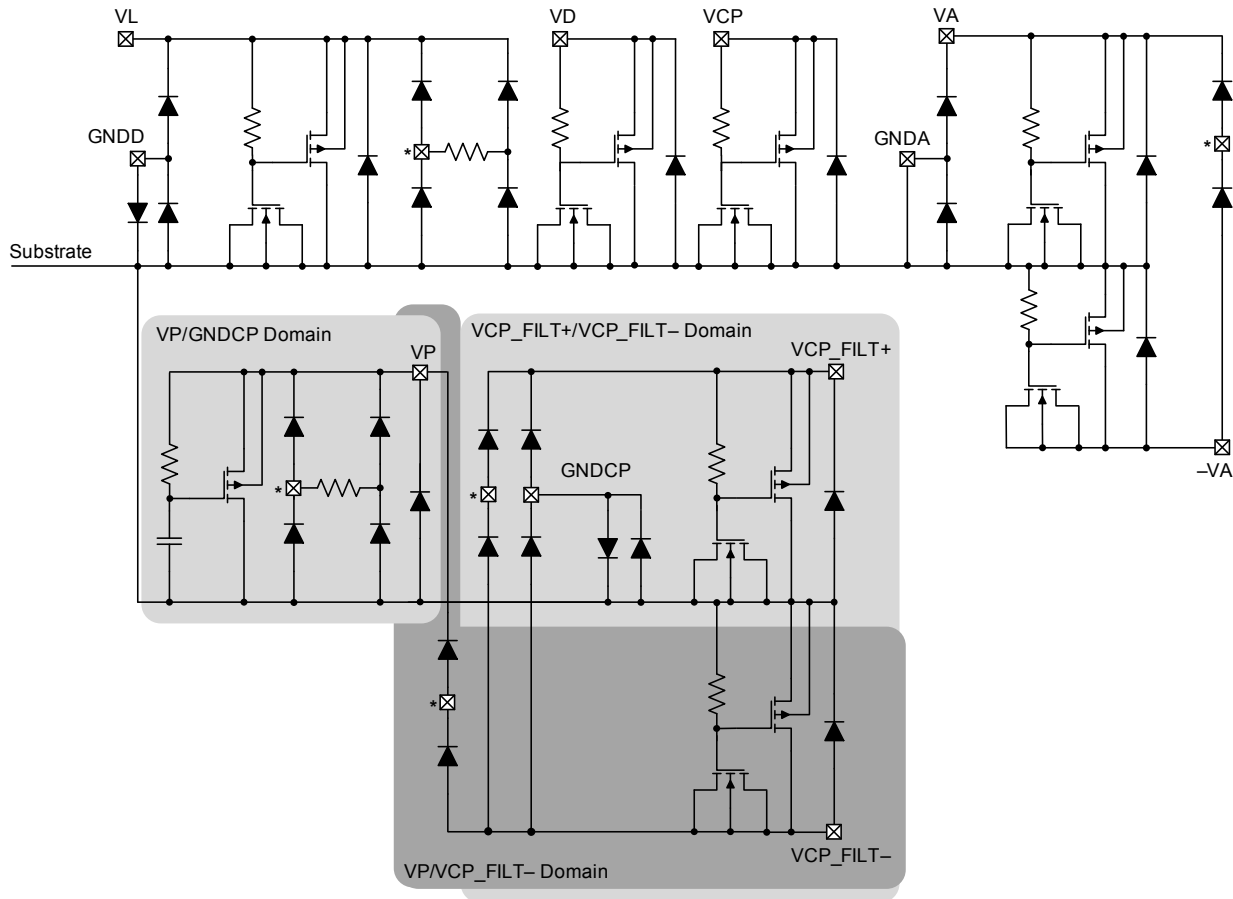 VL
VD
VCP
VA
GNDD
GNDA
*
*
Substrate
VP/GNDCP Domain
VP
VCP_FILT+/VCP_FILT– Domain
VCP_FILT+
–VA
GNDCP
*
*
*
VCP_FILT–
VP/VCP_FILT– Domain